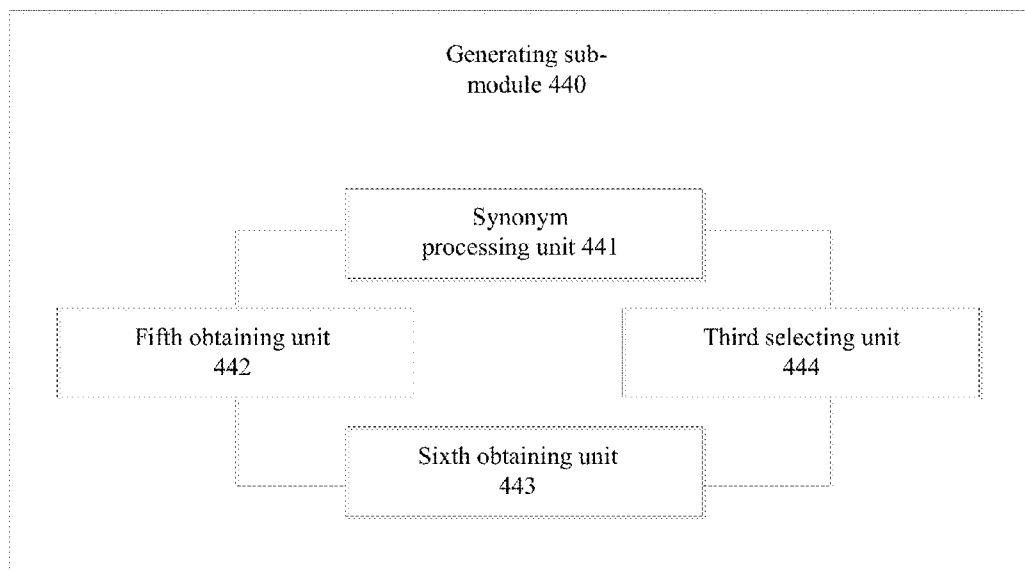 Generating sub-
module 440
Synonym
processing unit 441
Fifth obtaining unit
442
Third selecting unit
444
Sixth obtaining unit
443